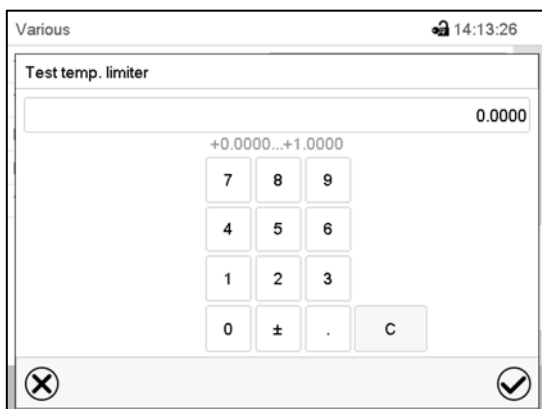 Various 14:13:26
Test temp. limiter
0.0000
+0.0000...+1.0000
7 8 9
4 5 6
1 2 3
0 ± . C